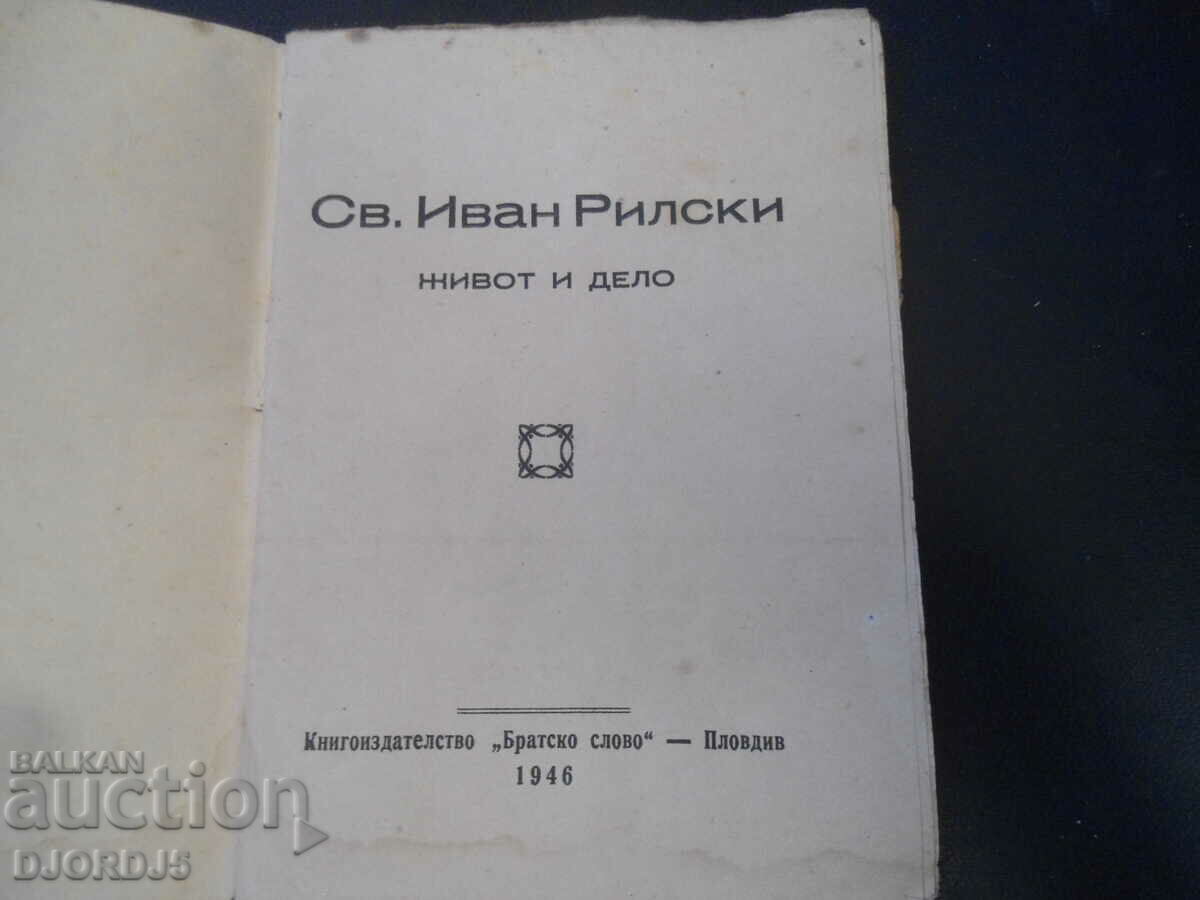 Св. Иван Рилски
живот и дело
Книгоиздателство „Братско слово“ — Пловдив
1946
BALKAN
auction
DJORDJ5